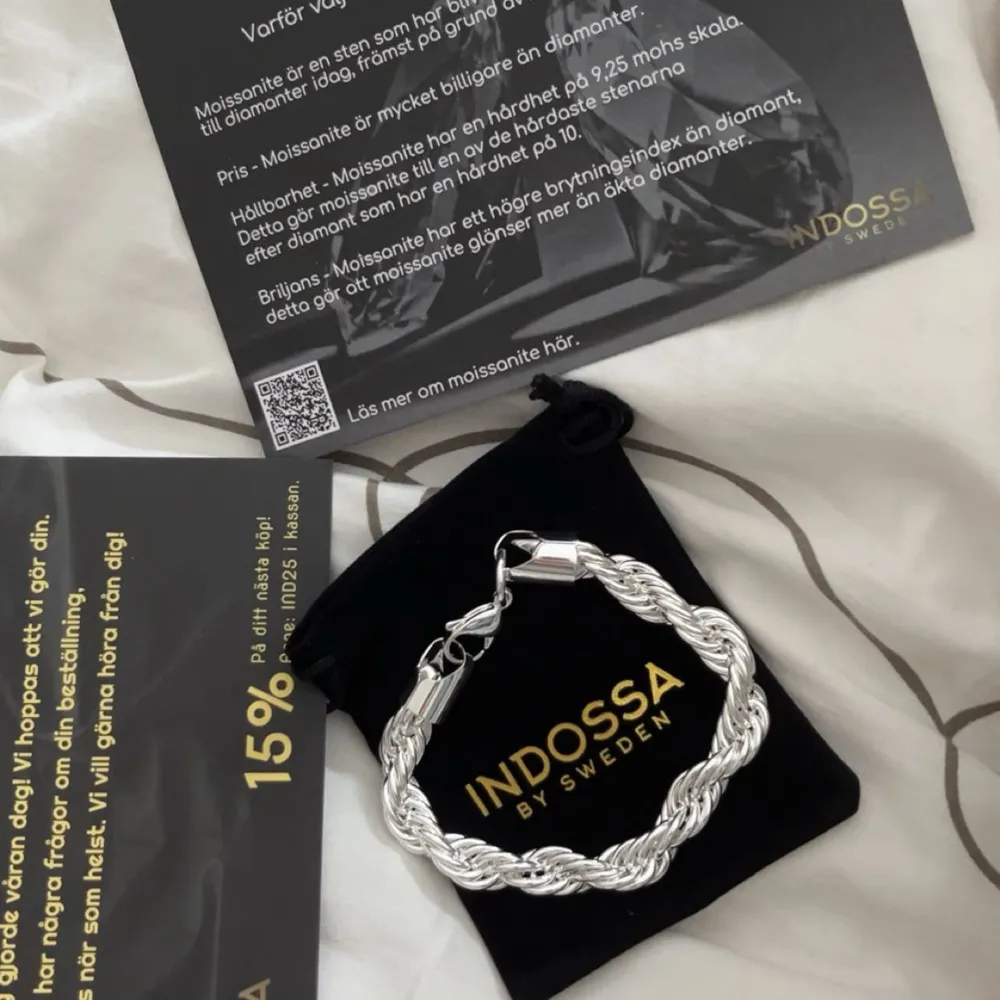 Varför
Moissanite är en sten som har
till diamanter idag, främst på grund av
Pris - Moissanite är mycket billigare än diamanter.
Hållbarhet - Moissanite har en hårdhet på 9,25 mohs skala.
Detta gör moissanite till en av de hårdaste stenarna
efter diamant som har en hårdhet på 10.
Briljans - Moissanite har ett högre brytningsindex än diamant,
detta gör att moissanite glänser mer än äkta diamanter.
INDOSSA
SWEDEN
Läs mer om moissanite här.
gjorde våran dag! Vi hoppas att vi gör din.
har några frågor om din beställning,
s när som helst. Vi vill gärna höra från dig!
15%
På ditt nästa köp!
IND25 i kassan.
INDOSSA
BY SWEDEN